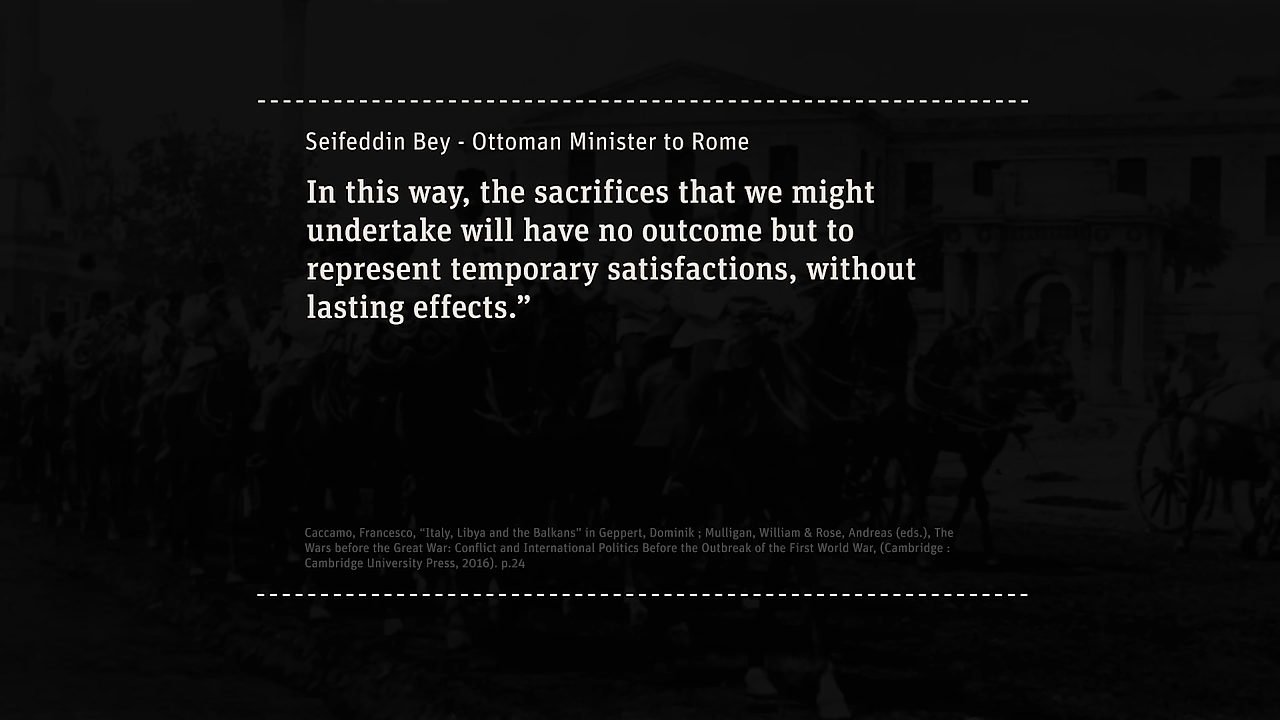 Seifeddin Bey - Ottoman Minister to Rome
In this way, the sacrifices that we might
undertake will have no outcome but to
represent temporary satisfactions, without
lasting effects.”
Caccamo, Francesco, “Italy, Libya and the Balkans” in Geppert, Dominik ; Mulligan, William & Rose, Andreas (eds.), The
Wars before the Great War: Conflict and International Politics Before the Outbreak of the First World War, (Cambridge :
Cambridge University Press, 2016). p.24